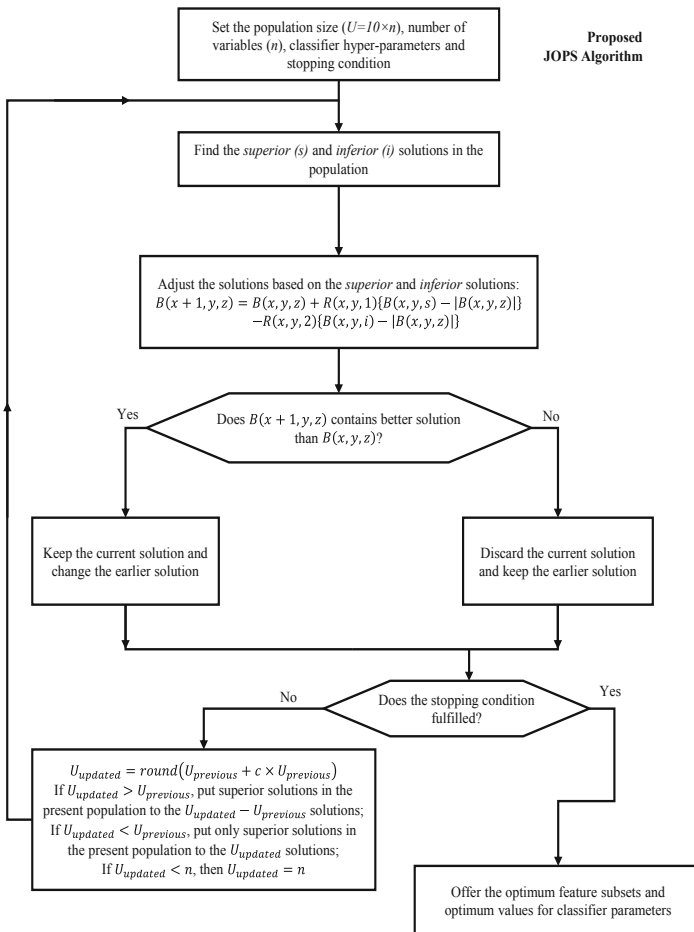 Set the population size (U=10×n), number of
variables (n), classifier hyper-parameters and
stopping condition
Proposed
JOPS Algorithm
Find the superior (s) and inferior (i) solutions in the
population
Adjust the solutions based on the superior and inferior solutions:
B(x + 1, y, z) = B(x, y, z) + R(x, y, 1){B(x, y, s) − |B(x, y, z)|}
−R(x, y, 2){B(x, y, i) − |B(x, y, z)|}
Yes
Does B(x + 1, y, z) contains better solution
than B(x, y, z)?
No
Keep the current solution and
change the earlier solution
Discard the current solution
and keep the earlier solution
No
Does the stopping condition
fulfilled?
Yes
U_updated = round(U_previous + c × U_previous)
If U_updated > U_previous, put superior solutions in the
present population to the U_updated − U_previous solutions;
If U_updated < U_previous, put only superior solutions in
the present population to the U_updated solutions;
If U_updated < n, then U_updated = n
Offer the optimum feature subsets and
optimum values for classifier parameters